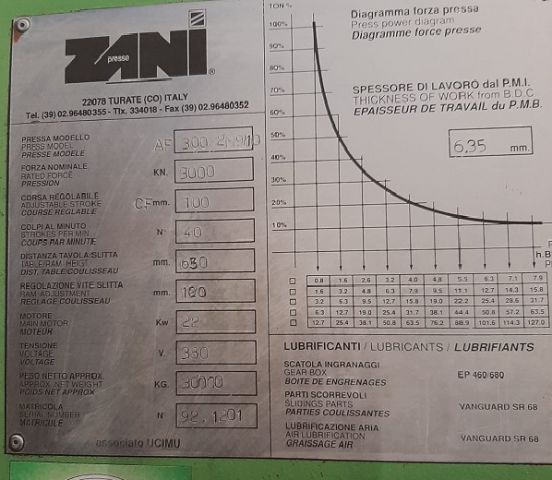 presse
ZANI
22078 TURATE (CO) ITALY
Tel. (39) 02.96480355 - Tlx. 334018 - Fax (39) 02.96480352
PRESSA MODELLO
PRESS MODEL
PRESSE MODELE
FORZA NOMINALE
RATED FORCE
PRESSION
KN. 3000
CORSA REGOLABILE
ADJUSTABLE STROKE
COURSE REGLABLE
CF mm. 100
COLPI AL MINUTO
STROKES PER MIN.
COUPS PAR MINUTE
N° 40
DISTANZA TAVOLA SLITTA
DIST. TABLE/COULISSEAU
mm. 630
REGOLAZIONE VITE SLITTA
RAM ADJUSTMENT
REGLAGE COULISSEAU
mm.
MOTORE
MAIN MOTOR
MOTEUR
Kw 22
TENSIONE
VOLTAGE
VOLTAGE
V. 380
PESO NETTO APPROX.
APPROX. NET WEIGHT
POIDS NET APPROX
KG. 30000
MATRICOLA
SERIAL NUMBER
MATRICULE
N° 92.1201
associato UCIMU
TON %
100%
90%
80%
70%
60%
50%
40%
30%
20%
10%
Diagramma forza pressa
Press power diagram
Diagramme force presse
SPESSORE DI LAVORO dal P.M.I.
THICKNESS OF WORK from B.D.C.
EPAISSEUR DE TRAVAIL du P.M.B.
6,35 mm.
h.B
0.8 1.6 2.6 3.2 4.0 4.8 5.5 6.3 7.1 7.9
1.6 3.2 4.8 6.3 7.9 9.5 11.1 12.7 14.3 15.8
3.2 6.3 9.5 12.7 15.8 19.0 22.2 25.4 28.6 31.7
6.3 12.7 19.0 25.4 31.7 38.1 44.4 50.8 57.2 63.5
12.7 25.4 38.1 50.8 63.5 76.2 88.9 101.6 114.3 127.0
LUBRIFICANTI / LUBRICANTS / LUBRIFIANTS
SCATOLA INGRANAGGI
GEAR BOX
BOITE DE ENGRENAGES
EP 460/680
PARTI SCORREVOLI
SLIDINGS PARTS
PARTIES COULISSANTES
VANGUARD SR 68
LUBRIFICAZIONE ARIA
AIR LUBRIFICATION
GRAISSAGE AIR
VANGUARD SR 68